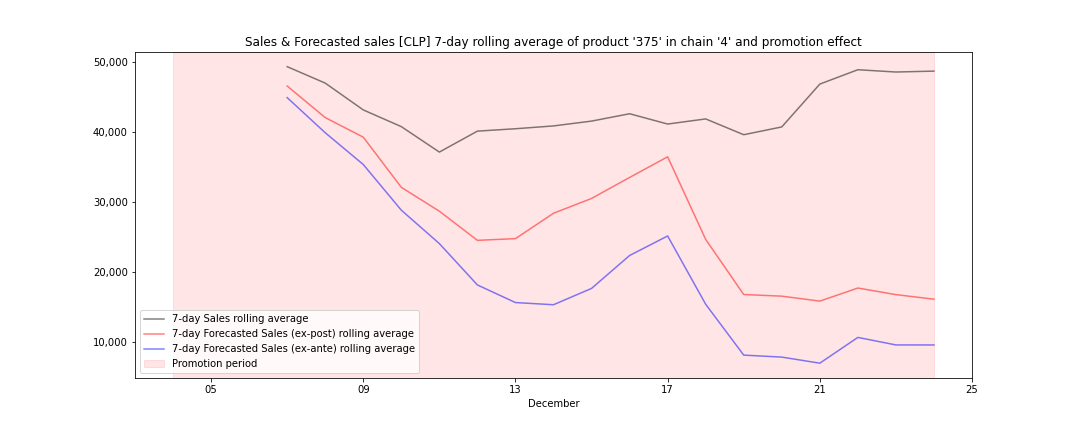 Sales & Forecasted sales [CLP] 7-day rolling average of product '375' in chain '4' and promotion effect
50,000
40,000
30,000
20,000
10,000
7-day Sales rolling average
7-day Forecasted Sales (ex-post) rolling average
7-day Forecasted Sales (ex-ante) rolling average
Promotion period
05 09 13 17 21 25
December